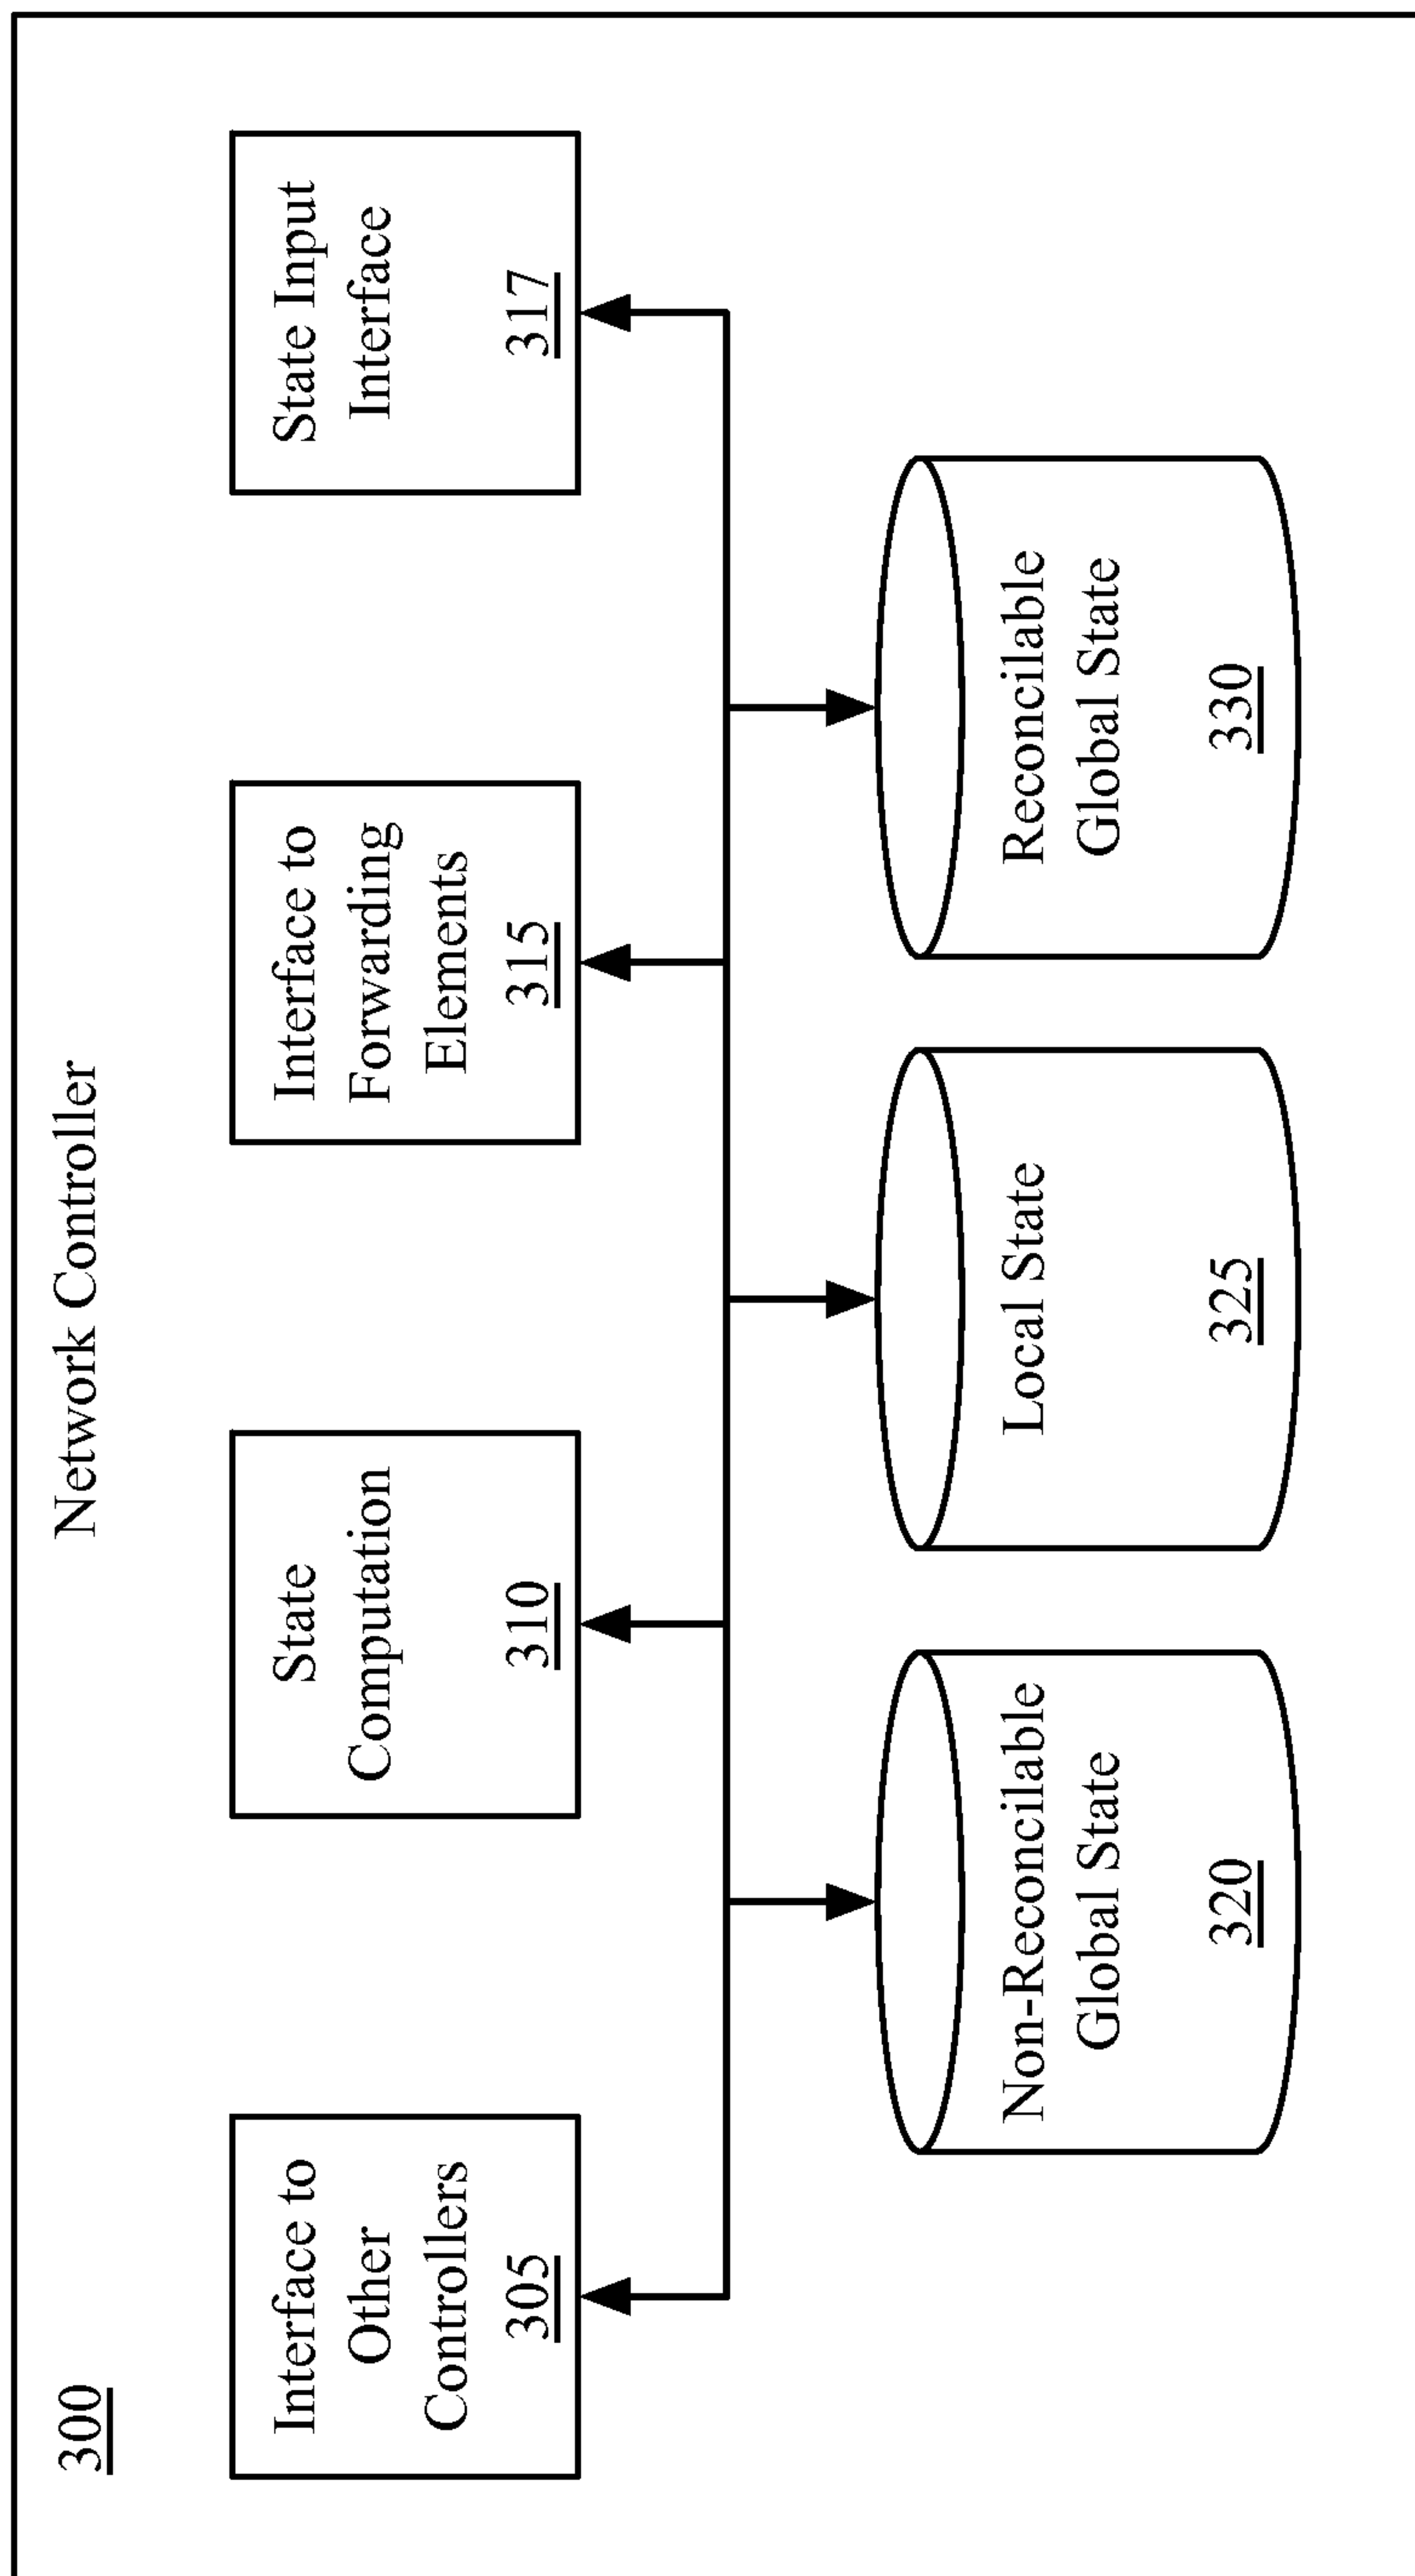 300
Network Controller
Interface to
Other
Controllers
305
State
Computation
310
Interface to
Forwarding
Elements
315
State Input
Interface
317
Non-Reconcilable
Global State
320
Local State
325
Reconcilable
Global State
330